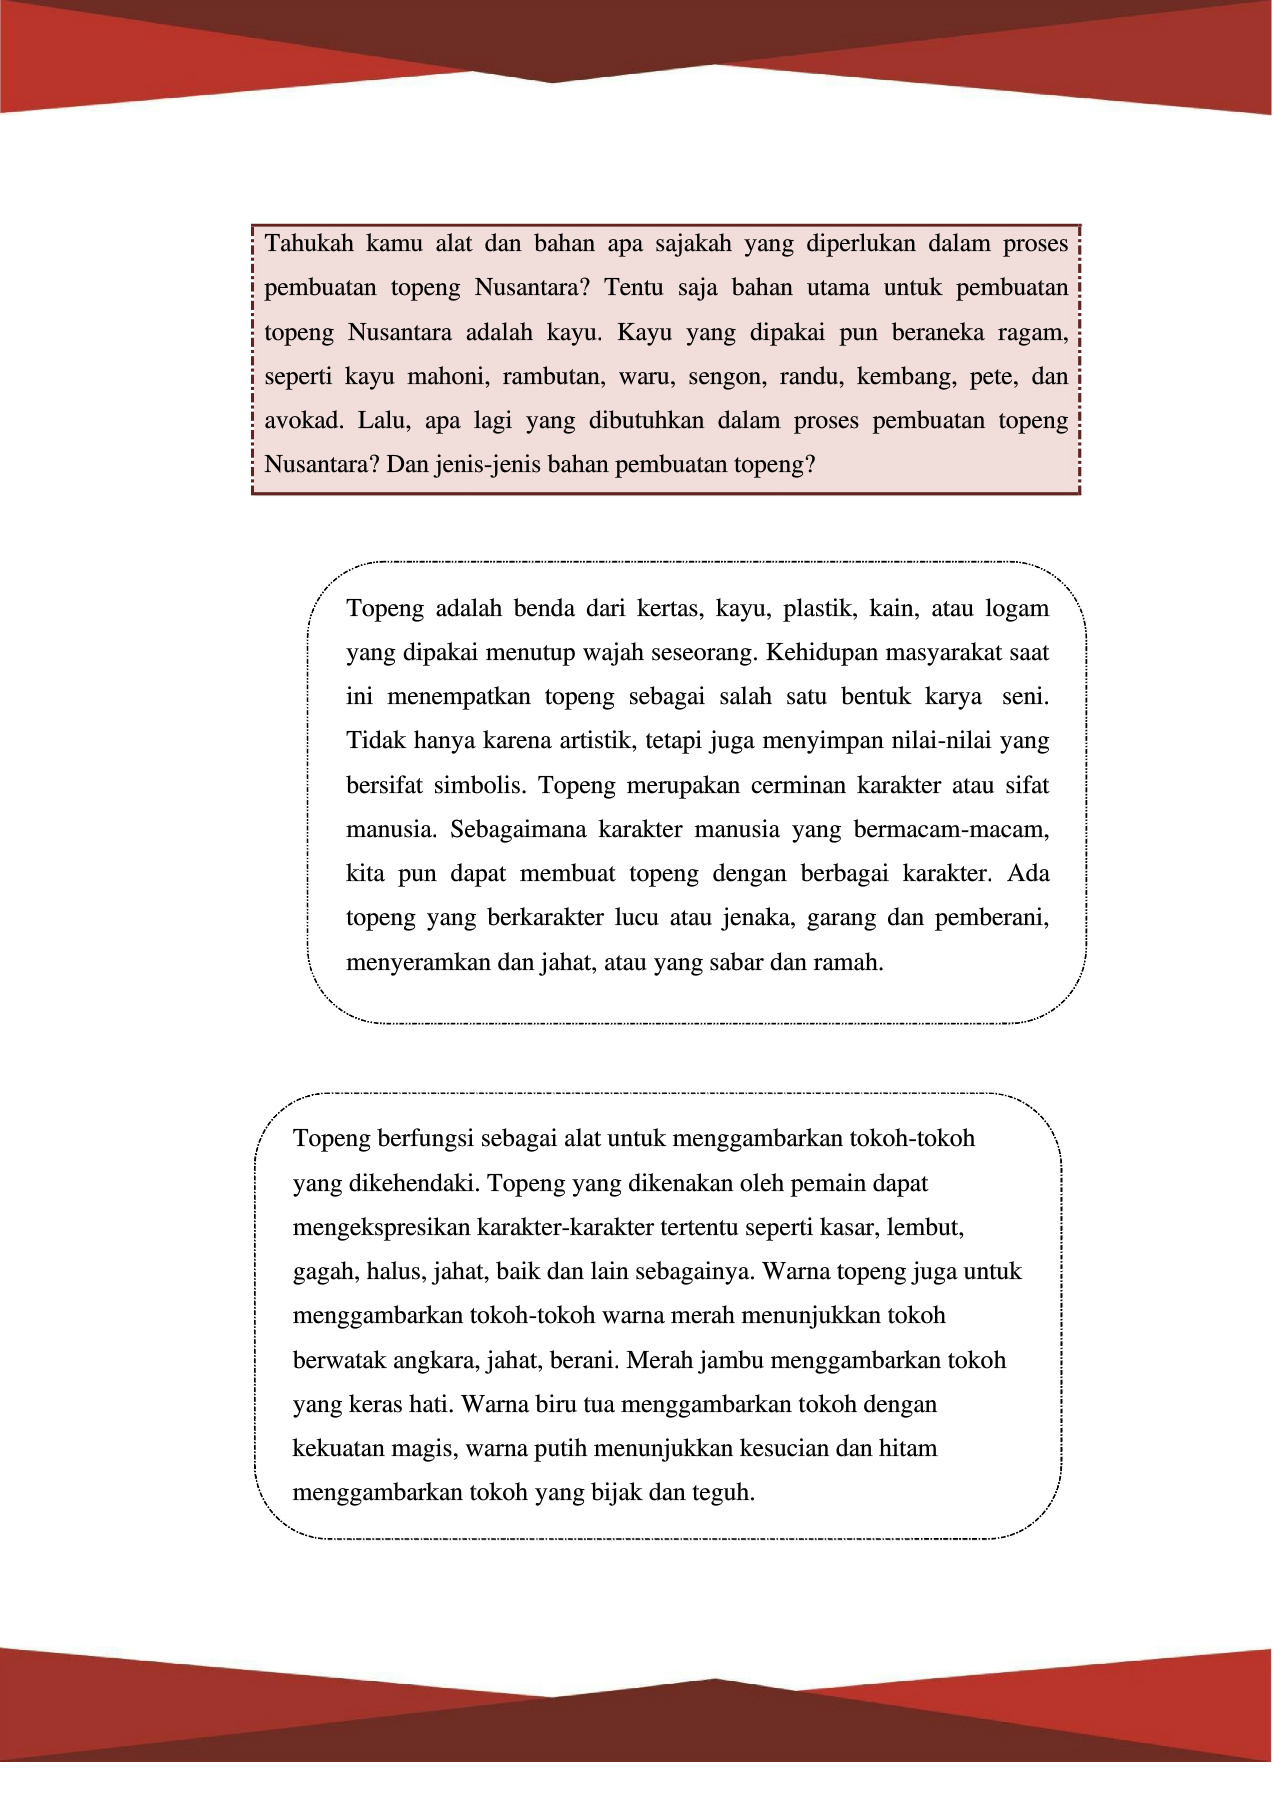 Tahukah kamu alat dan bahan apa sajakah yang diperlukan dalam proses
pembuatan topeng Nusantara? Tentu saja bahan utama untuk pembuatan
topeng Nusantara adalah kayu. Kayu yang dipakai pun beraneka ragam,
seperti kayu mahoni, rambutan, waru, sengon, randu, kembang, pete, dan
avokad. Lalu, apa lagi yang dibutuhkan dalam proses pembuatan topeng
Nusantara? Dan jenis-jenis bahan pembuatan topeng?
Topeng adalah benda dari kertas, kayu, plastik, kain, atau logam
yang dipakai menutup wajah seseorang. Kehidupan masyarakat saat
ini menempatkan topeng sebagai salah satu bentuk karya seni.
Tidak hanya karena artistik, tetapi juga menyimpan nilai-nilai yang
bersifat simbolis. Topeng merupakan cerminan karakter atau sifat
manusia. Sebagaimana karakter manusia yang bermacam-macam,
kita pun dapat membuat topeng dengan berbagai karakter. Ada
topeng yang berkarakter lucu atau jenaka, garang dan pemberani,
menyeramkan dan jahat, atau yang sabar dan ramah.
Topeng berfungsi sebagai alat untuk menggambarkan tokoh-tokoh
yang dikehendaki. Topeng yang dikenakan oleh pemain dapat
mengekspresikan karakter-karakter tertentu seperti kasar, lembut,
gagah, halus, jahat, baik dan lain sebagainya. Warna topeng juga untuk
menggambarkan tokoh-tokoh warna merah menunjukkan tokoh
berwatak angkara, jahat, berani. Merah jambu menggambarkan tokoh
yang keras hati. Warna biru tua menggambarkan tokoh dengan
kekuatan magis, warna putih menunjukkan kesucian dan hitam
menggambarkan tokoh yang bijak dan teguh.